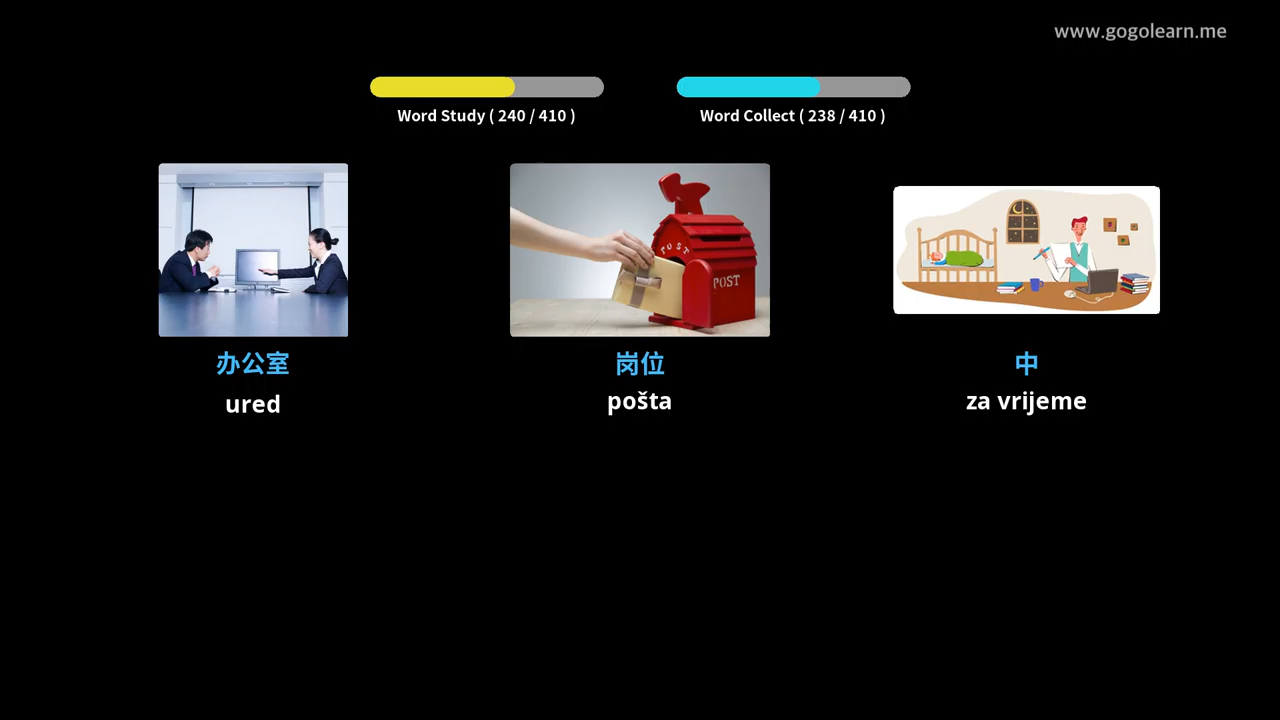 www.gogolearn.me
Word Study ( 240 / 410 )
Word Collect ( 238 / 410 )
POST
POST
办公室
岗位
中
ured
pošta
za vrijeme